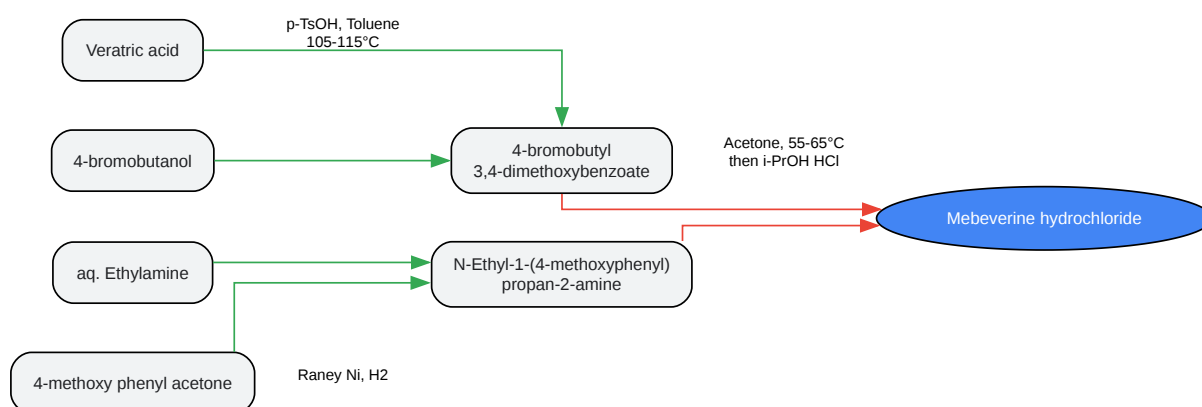 p-TsOH, Toluene
105-115°C
Veratric acid
4-bromobutanol
4-bromobutyl
3,4-dimethoxybenzoate
Acetone, 55-65°C
then i-PrOH HCl
Mebeverine hydrochloride
aq. Ethylamine
N-Ethyl-1-(4-methoxyphenyl)
propan-2-amine
4-methoxy phenyl acetone
Raney Ni, H2